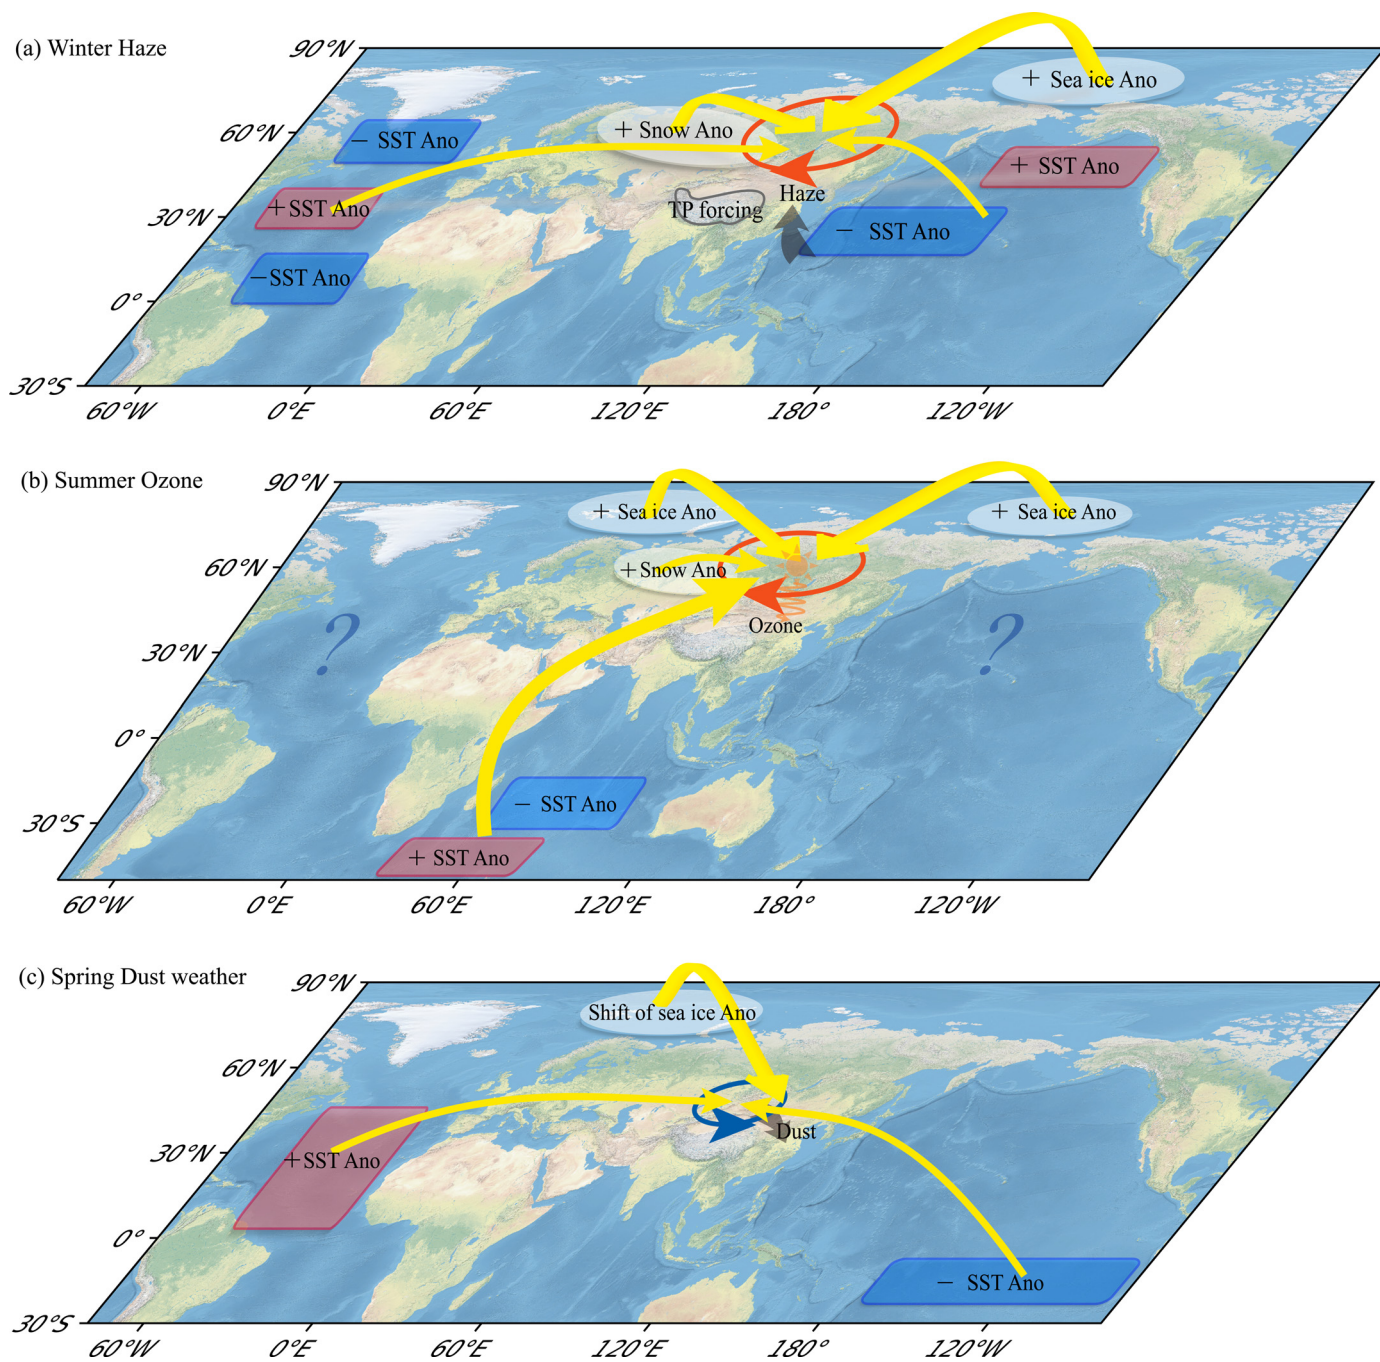 (a) Winter Haze
90°N
+ Sea ice Ano
60°N
− SST Ano
+ Snow Ano
+ SST Ano
30°N
+ SST Ano
TP forcing
Haze
− SST Ano
−SST Ano
0°
30°S
60°W 0°E 60°E 120°E 180° 120°W
(b) Summer Ozone
90°N
+ Sea ice Ano
+ Sea ice Ano
60°N
+ Snow Ano
Ozone
? ?
30°N
0°
− SST Ano
30°S
+ SST Ano
60°W 0°E 60°E 120°E 180° 120°W
(c) Spring Dust weather
90°N
Shift of sea ice Ano
60°N
Dust
30°N
+SST Ano
0°
− SST Ano
30°S
60°W 0°E 60°E 120°E 180° 120°W